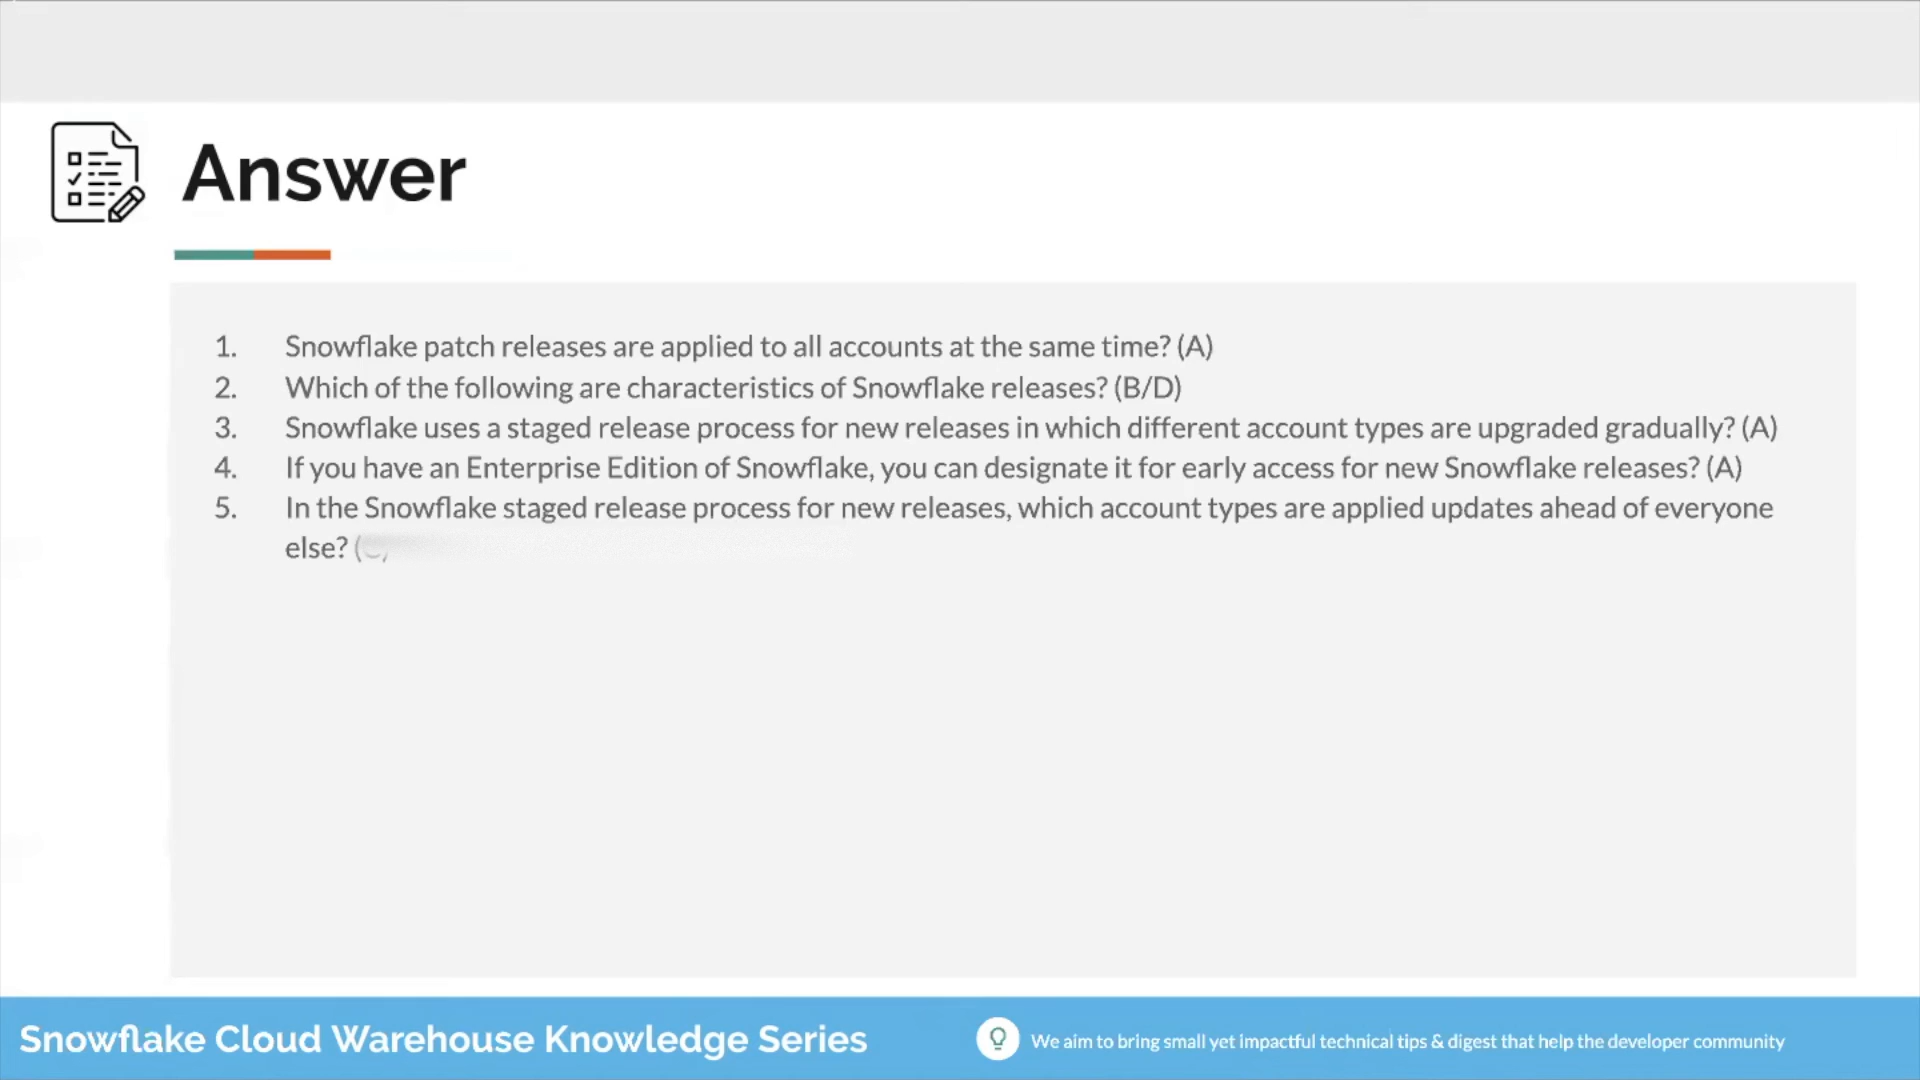 Answer
1. Snowflake patch releases are applied to all accounts at the same time? (A)
2. Which of the following are characteristics of Snowflake releases? (B/D)
3. Snowflake uses a staged release process for new releases in which different account types are upgraded gradually? (A)
4. If you have an Enterprise Edition of Snowflake, you can designate it for early access for new Snowflake releases? (A)
5. In the Snowflake staged release process for new releases, which account types are applied updates ahead of everyone
else?
Snowflake Cloud Warehouse Knowledge Series
We aim to bring small yet impactful technical tips & digest that help the developer community